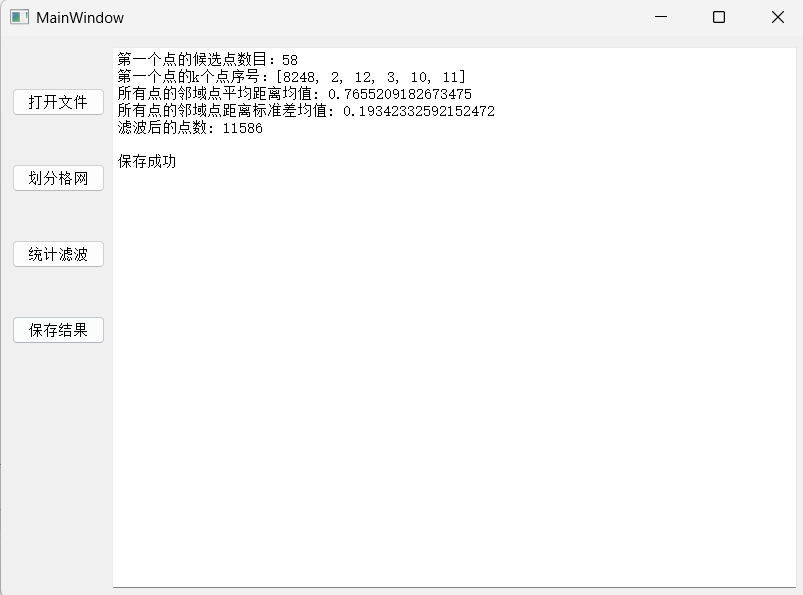 MainWindow
打开文件
划分格网
统计滤波
保存结果
第一个点的候选点数目：58
第一个点的k个点序号：[8248, 2, 12, 3, 10, 11]
所有点的邻域点平均距离均值：0.7655209182673475
所有点的邻域点距离标准差均值：0.19342332592152472
滤波后的点数：11586
保存成功